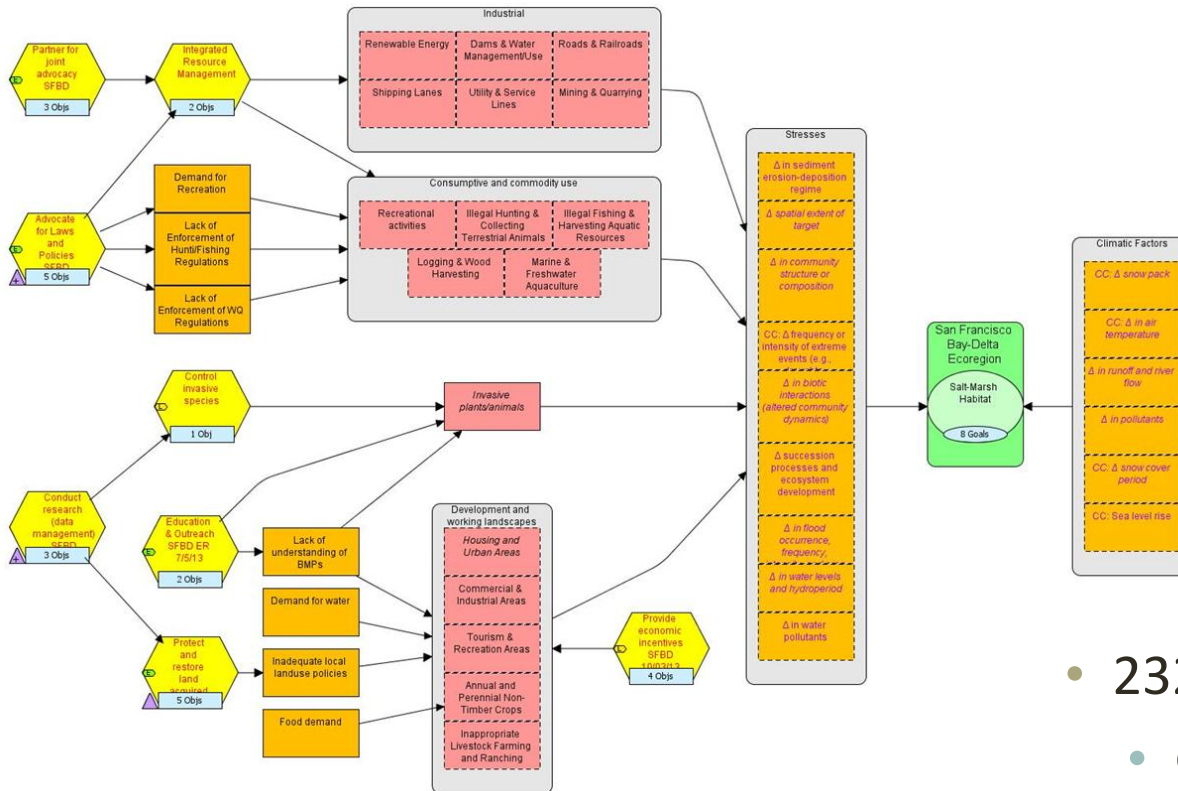 Industrial
Renewable Energy
Dams & Water
Management/Use
Roads & Railroads
Shipping Lanes
Utility & Service
Lines
Mining & Quarrying
Partner for
joint
advocacy
SFBD
3 Objs
Integrated
Resource
Management
2 Objs
Demand for
Recreation
Lack of
Enforcement of
Hunti/Fishing
Regulations
Lack of
Enforcement of WQ
Regulations
Advocate
for Laws
and
Policies
SFBD
5 Objs
Consumptive and commodity use
Recreational
activities
Illegal Hunting &
Collecting
Terrestrial Animals
Illegal Fishing &
Harvesting Aquatic
Resources
Logging & Wood
Harvesting
Marine &
Freshwater
Aquaculture
Control
invasive
species
1 Obj
Invasive
plants/animals
Conduct
research
(data
management)
SFBD
3 Objs
Education
& Outreach
SFBD ER
7/5/13
2 Objs
Lack of
understanding of
BMPs
Demand for water
Inadequate local
landuse policies
Food demand
Protect
and
restore
land
acquired
5 Objs
Development and
working landscapes
Housing and
Urban Areas
Commercial &
Industrial Areas
Tourism &
Recreation Areas
Annual and
Perennial Non-
Timber Crops
Inappropriate
Livestock Farming
and Ranching
Provide
economic
incentives
SFBD
10/03/13
4 Objs
Stresses
Δ in sediment
erosion-deposition
regime
Δ spatial extent of
target
Δ in community
structure or
composition
CC: Δ frequency or
intensity of extreme
events (e.g.,
Δ in biotic
interactions
(altered community
dynamics)
Δ succession
processes and
ecosystem
development
Δ in flood
occurrence,
frequency,
Δ in water levels
and hydroperiod
Δ in water
pollutants
San Francisco
Bay-Delta
Ecoregion
Salt-Marsh
Habitat
8 Goals
Climatic Factors
CC: Δ snow pack
CC: Δ in air
temperature
Δ in runoff and river
flow
Δ in pollutants
CC: Δ snow cover
period
CC: Sea level rise
• 232